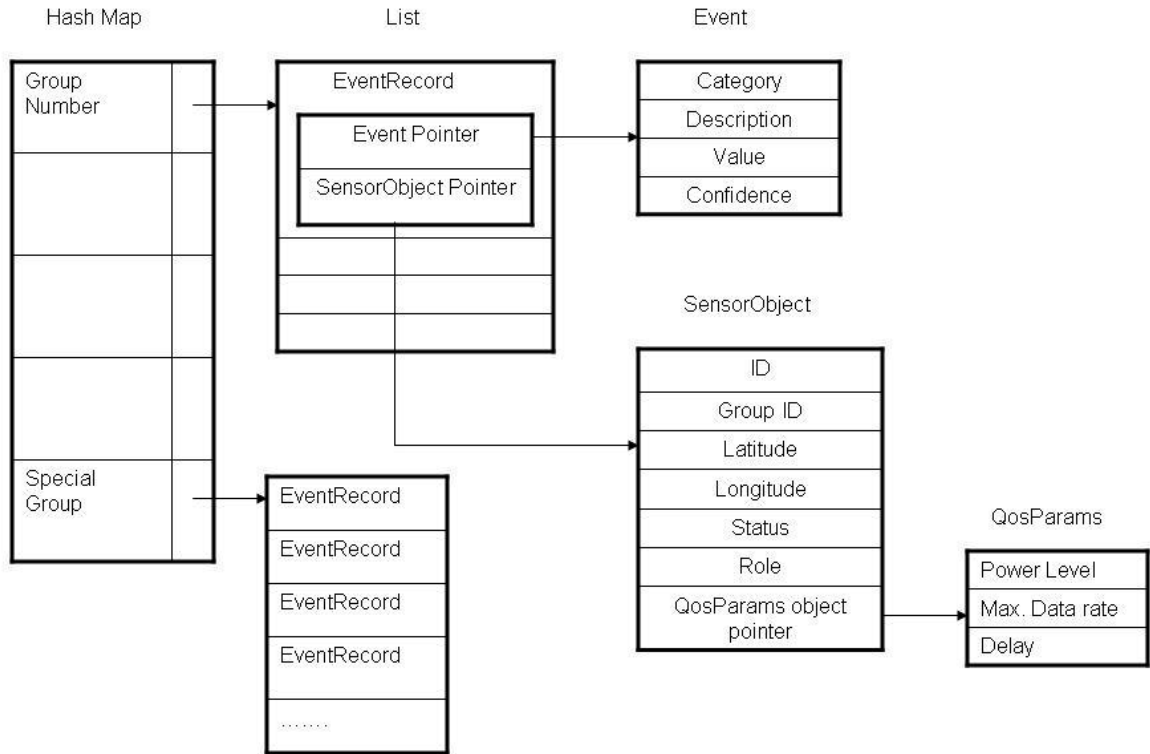 Hash Map
List
Event
Group
Number
EventRecord
Event Pointer
SensorObject Pointer
Category
Description
Value
Confidence
SensorObject
ID
Group ID
Latitude
Longitude
Status
Role
QosParams object
pointer
Special
Group
EventRecord
EventRecord
EventRecord
EventRecord
.......
QosParams
Power Level
Max. Data rate
Delay